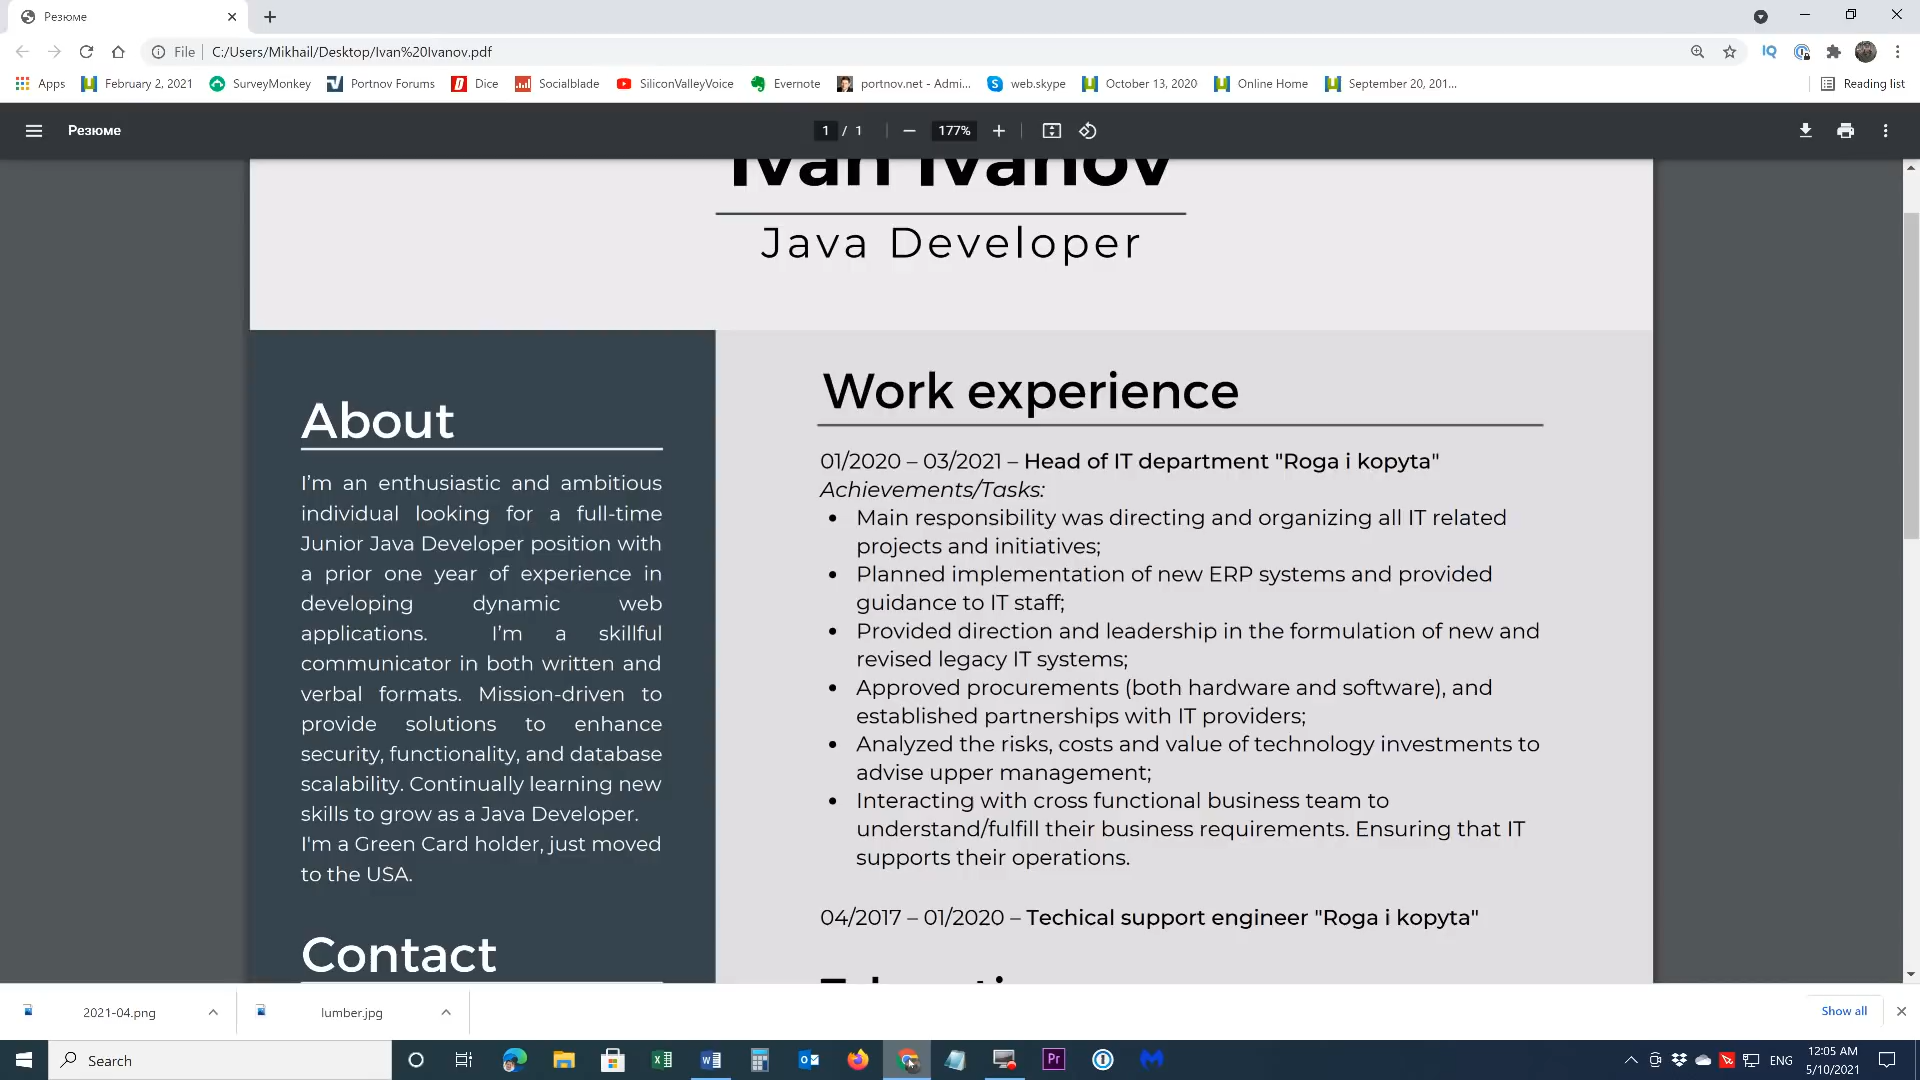 Резюме
File C:/Users/Mikhail/Desktop/Ivan%20Ivanov.pdf
IQ
Apps February 2, 2021 SurveyMonkey Portnov Forums Dice Socialblade SiliconValleyVoice Evernote portnov.net - Admi... web.skype October 13, 2020 Online Home September 20, 201... Reading list
Резюме 1 / 1 177%
Ivan Ivanov
Java Developer
About
I'm an enthusiastic and ambitious
individual looking for a full-time
Junior Java Developer position with
a prior one year of experience in
developing dynamic web
applications. I'm a skillful
communicator in both written and
verbal formats. Mission-driven to
provide solutions to enhance
security, functionality, and database
scalability. Continually learning new
skills to grow as a Java Developer.
I'm a Green Card holder, just moved
to the USA.
Contact
Work experience
01/2020 – 03/2021 – Head of IT department "Roga i kopyta"
Achievements/Tasks:
• Main responsibility was directing and organizing all IT related
projects and initiatives;
• Planned implementation of new ERP systems and provided
guidance to IT staff;
• Provided direction and leadership in the formulation of new and
revised legacy IT systems;
• Approved procurements (both hardware and software), and
established partnerships with IT providers;
• Analyzed the risks, costs and value of technology investments to
advise upper management;
• Interacting with cross functional business team to
understand/fulfill their business requirements. Ensuring that IT
supports their operations.
04/2017 – 01/2020 – Techical support engineer "Roga i kopyta"
2021-04.png lumber.jpg Show all
Search Pr ENG 12:05 AM
5/10/2021